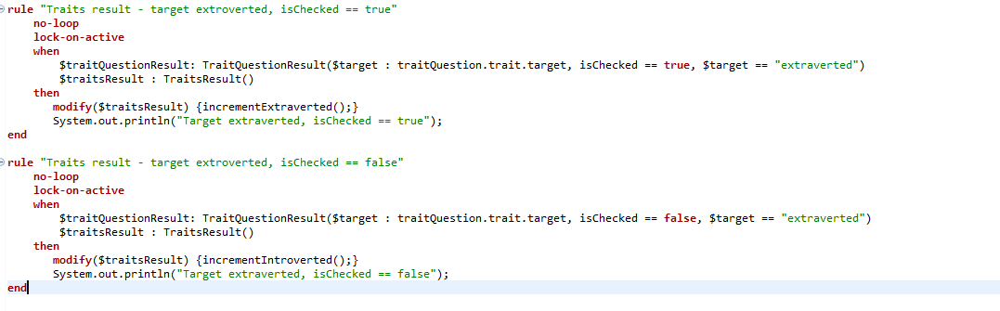 rule "Traits result - target extroverted, isChecked == true"
no-loop
lock-on-active
when
$traitQuestionResult: TraitQuestionResult($target : traitQuestion.trait.target, isChecked == true, $target == "extraverted")
$traitsResult : TraitsResult()
then
modify($traitsResult) {incrementExtraverted();}
System.out.println("Target extraverted, isChecked == true");
end
rule "Traits result - target extroverted, isChecked == false"
no-loop
lock-on-active
when
$traitQuestionResult: TraitQuestionResult($target : traitQuestion.trait.target, isChecked == false, $target == "extraverted")
$traitsResult : TraitsResult()
then
modify($traitsResult) {incrementIntroverted();}
System.out.println("Target extraverted, isChecked == false");
end